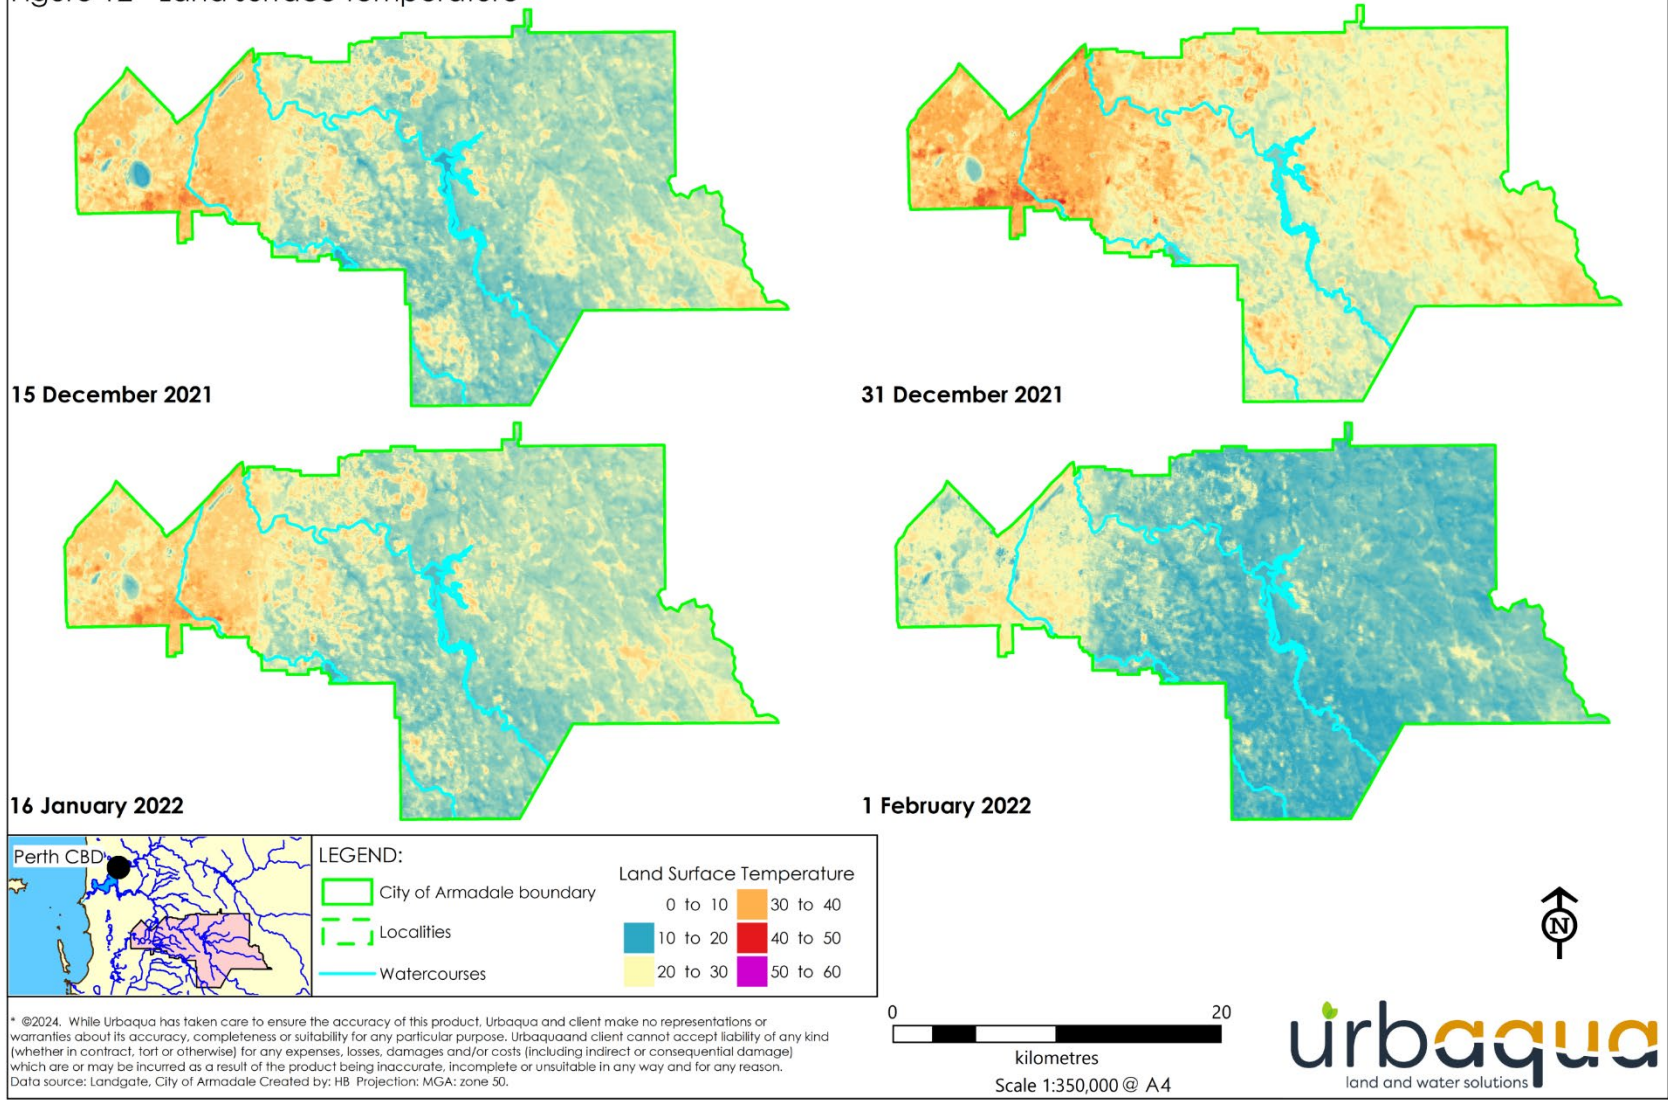 15 December 2021
31 December 2021
16 January 2022
1 February 2022
Perth CBD
LEGEND:
City of Armadale boundary
Localities
Watercourses
Land Surface Temperature
0 to 10
30 to 40
10 to 20
40 to 50
20 to 30
50 to 60
N
0
20
kilometres
Scale 1:350,000 @ A4
urbaqua
land and water solutions
* ©2024. While Urbaqua has taken care to ensure the accuracy of this product, Urbaqua and client make no representations or
warranties about its accuracy, completeness or suitability for any particular purpose. Urbaquaand client cannot accept liability of any kind
(whether in contract, tort or otherwise) for any expenses, losses, damages and/or costs (including indirect or consequential damage)
which are or may be incurred as a result of the product being inaccurate, incomplete or unsuitable in any way and for any reason.
Data source: Landgate, City of Armadale Created by: HB Projection: MGA: zone 50.